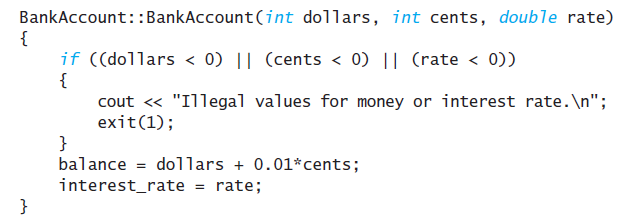 BankAccount::BankAccount(int dollars, int cents, double rate)
{
    if ((dollars < 0) || (cents < 0) || (rate < 0))
    {
        cout << "Illegal values for money or interest rate.\n";
        exit(1);
    }
    balance = dollars + 0.01*cents;
    interest_rate = rate;
}